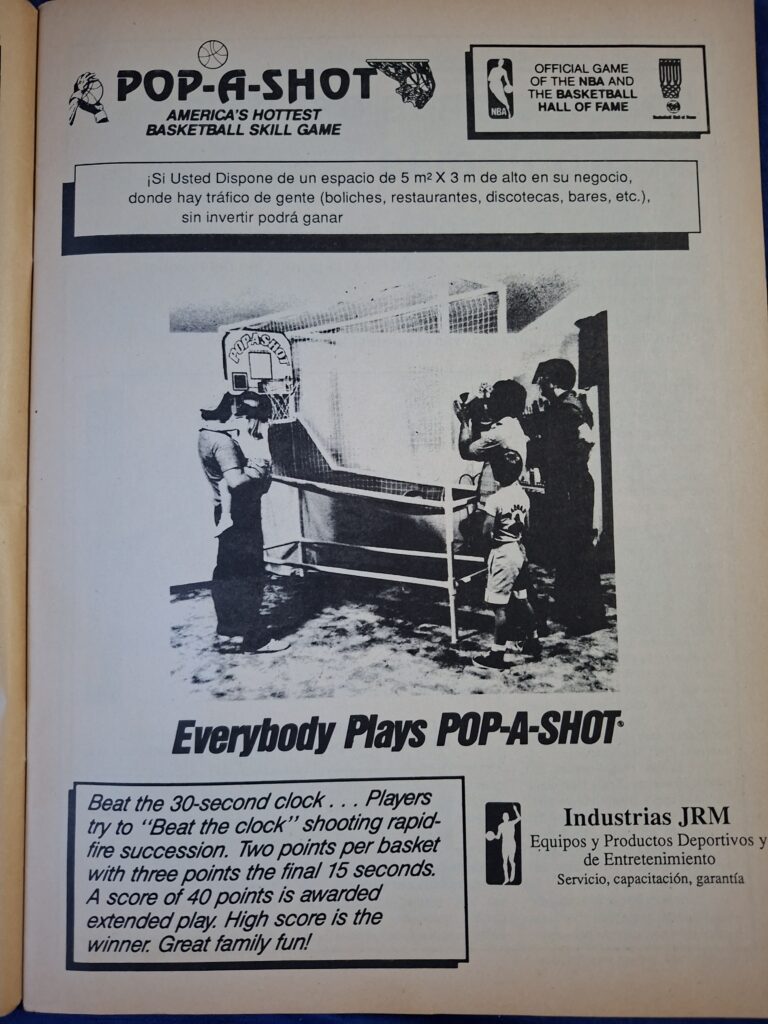 POP-A-SHOT
AMERICA'S HOTTEST
BASKETBALL SKILL GAME
NBA
OFFICIAL GAME
OF THE NBA AND
THE BASKETBALL
HALL OF FAME
Basketball Hall of Fame
¡Si Usted Dispone de un espacio de 5 m² X 3 m de alto en su negocio,
donde hay tráfico de gente (boliches, restaurantes, discotecas, bares, etc.),
sin invertir podrá ganar
POP-A-SHOT
Everybody Plays POP-A-SHOT®
Beat the 30-second clock . . . Players
try to "Beat the clock" shooting rapid-
fire succession. Two points per basket
with three points the final 15 seconds.
A score of 40 points is awarded
extended play. High score is the
winner. Great family fun!
Industrias JRM
Equipos y Productos Deportivos y
de Entretenimiento
Servicio, capacitación, garantía